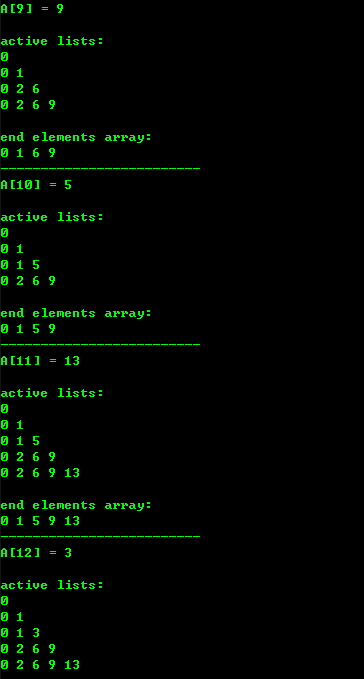 A[9] = 9
active lists:
0
0 1
0 2 6
0 2 6 9
end elements array:
0 1 6 9
-------------------------
A[10] = 5
active lists:
0
0 1
0 1 5
0 2 6 9
end elements array:
0 1 5 9
-------------------------
A[11] = 13
active lists:
0
0 1
0 1 5
0 2 6 9
0 2 6 9 13
end elements array:
0 1 5 9 13
-------------------------
A[12] = 3
active lists:
0
0 1
0 1 3
0 2 6 9
0 2 6 9 13